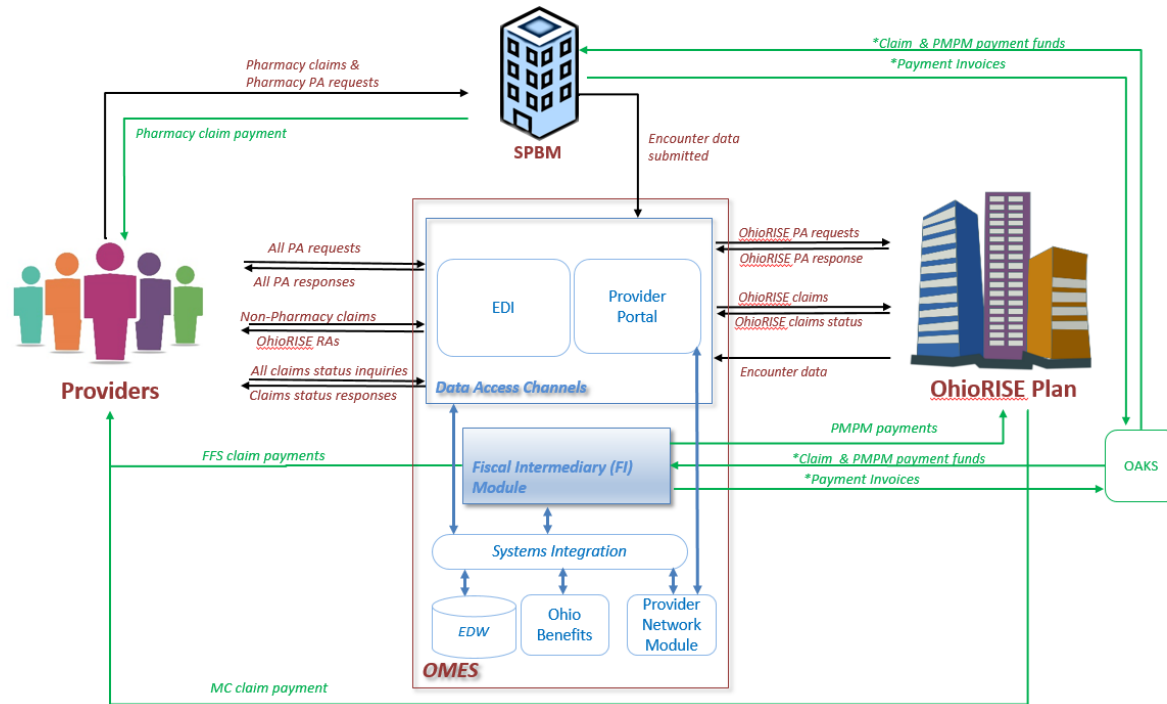 *Claim & PMPM payment funds
*Payment Invoices
Pharmacy claims &
Pharmacy PA requests
Pharmacy claim payment
SPBM
Encounter data
submitted
All PA requests
All PA responses
Non-Pharmacy claims
OhioRISE RAs
All claims status inquiries
Claims status responses
Providers
EDI
Provider
Portal
Data Access Channels
OhioRISE PA requests
OhioRISE PA response
OhioRISE claims
OhioRISE claims status
Encounter data
OhioRISE Plan
PMPM payments
FFS claim payments
Fiscal Intermediary (FI)
Module
*Claim & PMPM payment funds
*Payment Invoices
OAKS
Systems Integration
EDW
Ohio
Benefits
Provider
Network
Module
OMES
MC claim payment